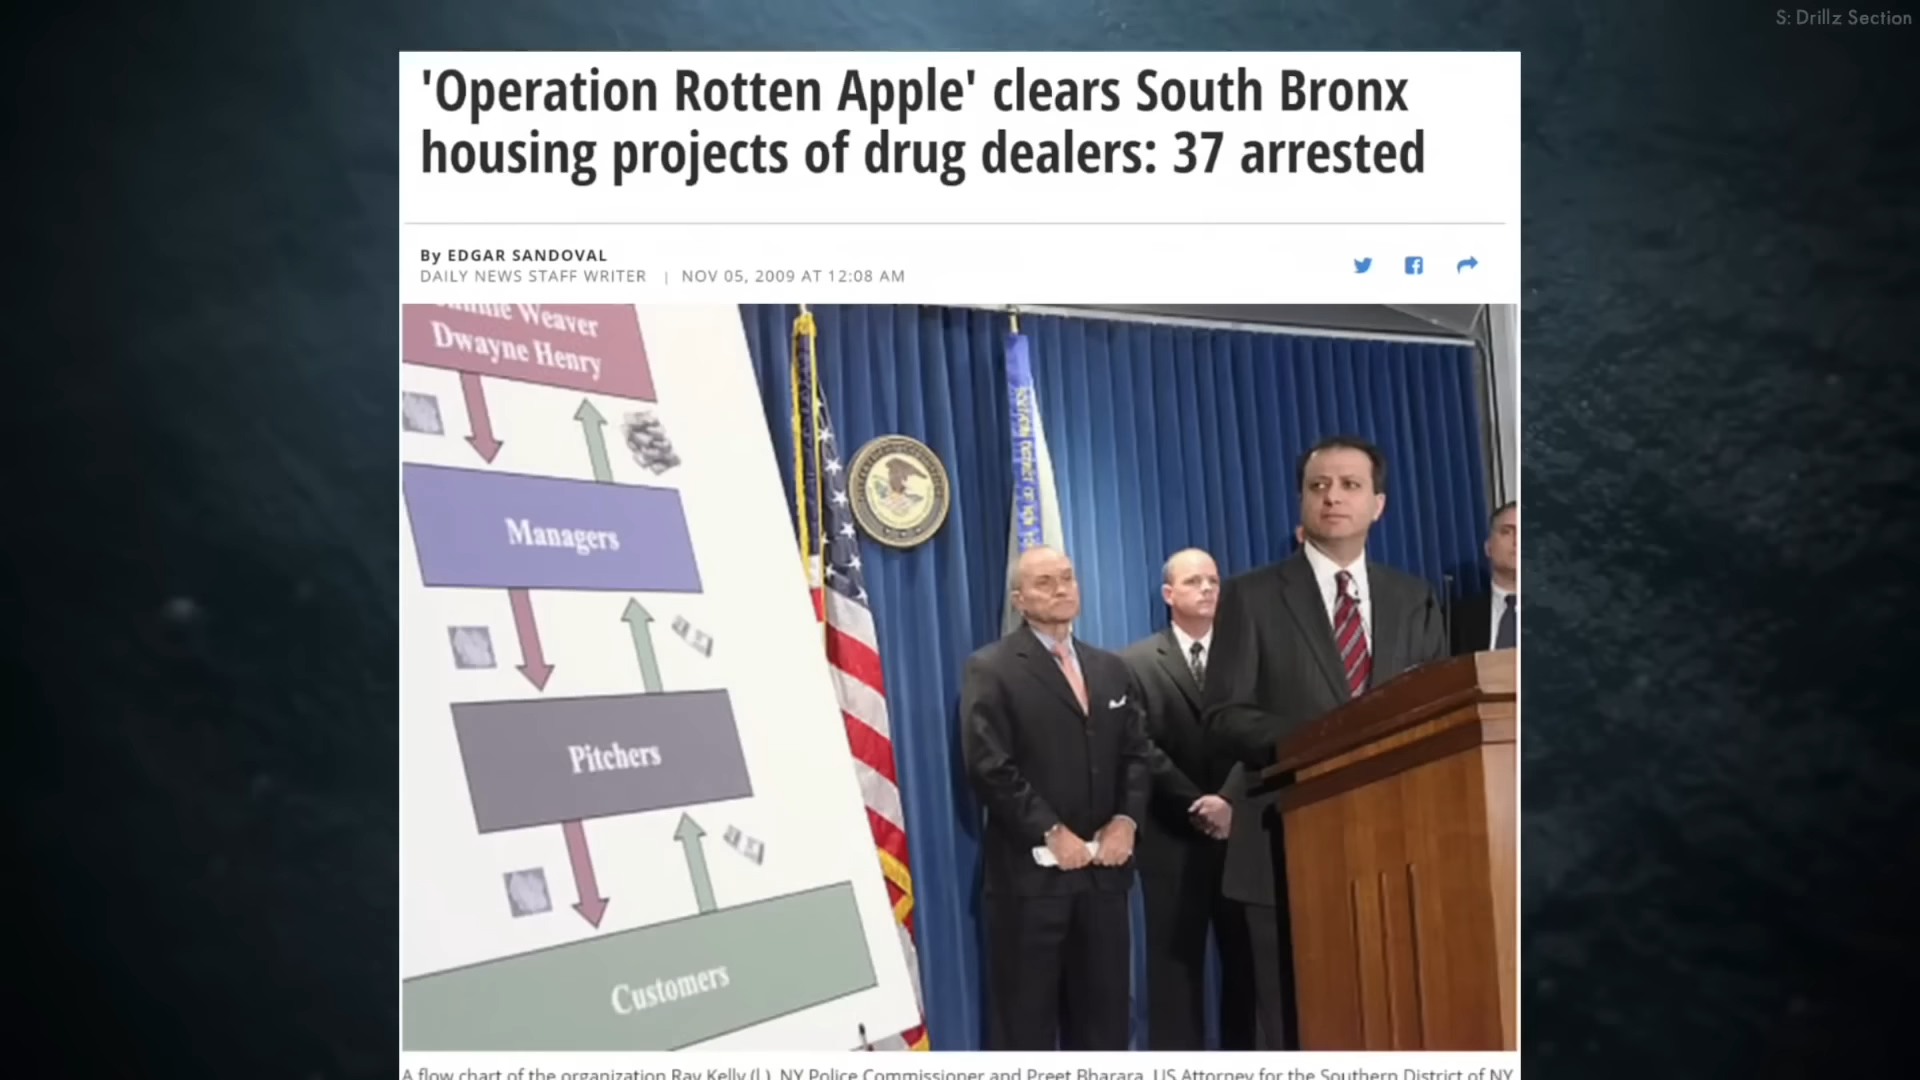 S: Drillz Section
'Operation Rotten Apple' clears South Bronx
housing projects of drug dealers: 37 arrested
By EDGAR SANDOVAL
DAILY NEWS STAFF WRITER | NOV 05, 2009 AT 12:08 AM
Weaver
Dwayne Henry
Managers
Pitchers
Customers
A flow chart of the organization Ray Kelly (l.), NY Police Commissioner and Preet Bharara, US Attorney for the Southern District of NY